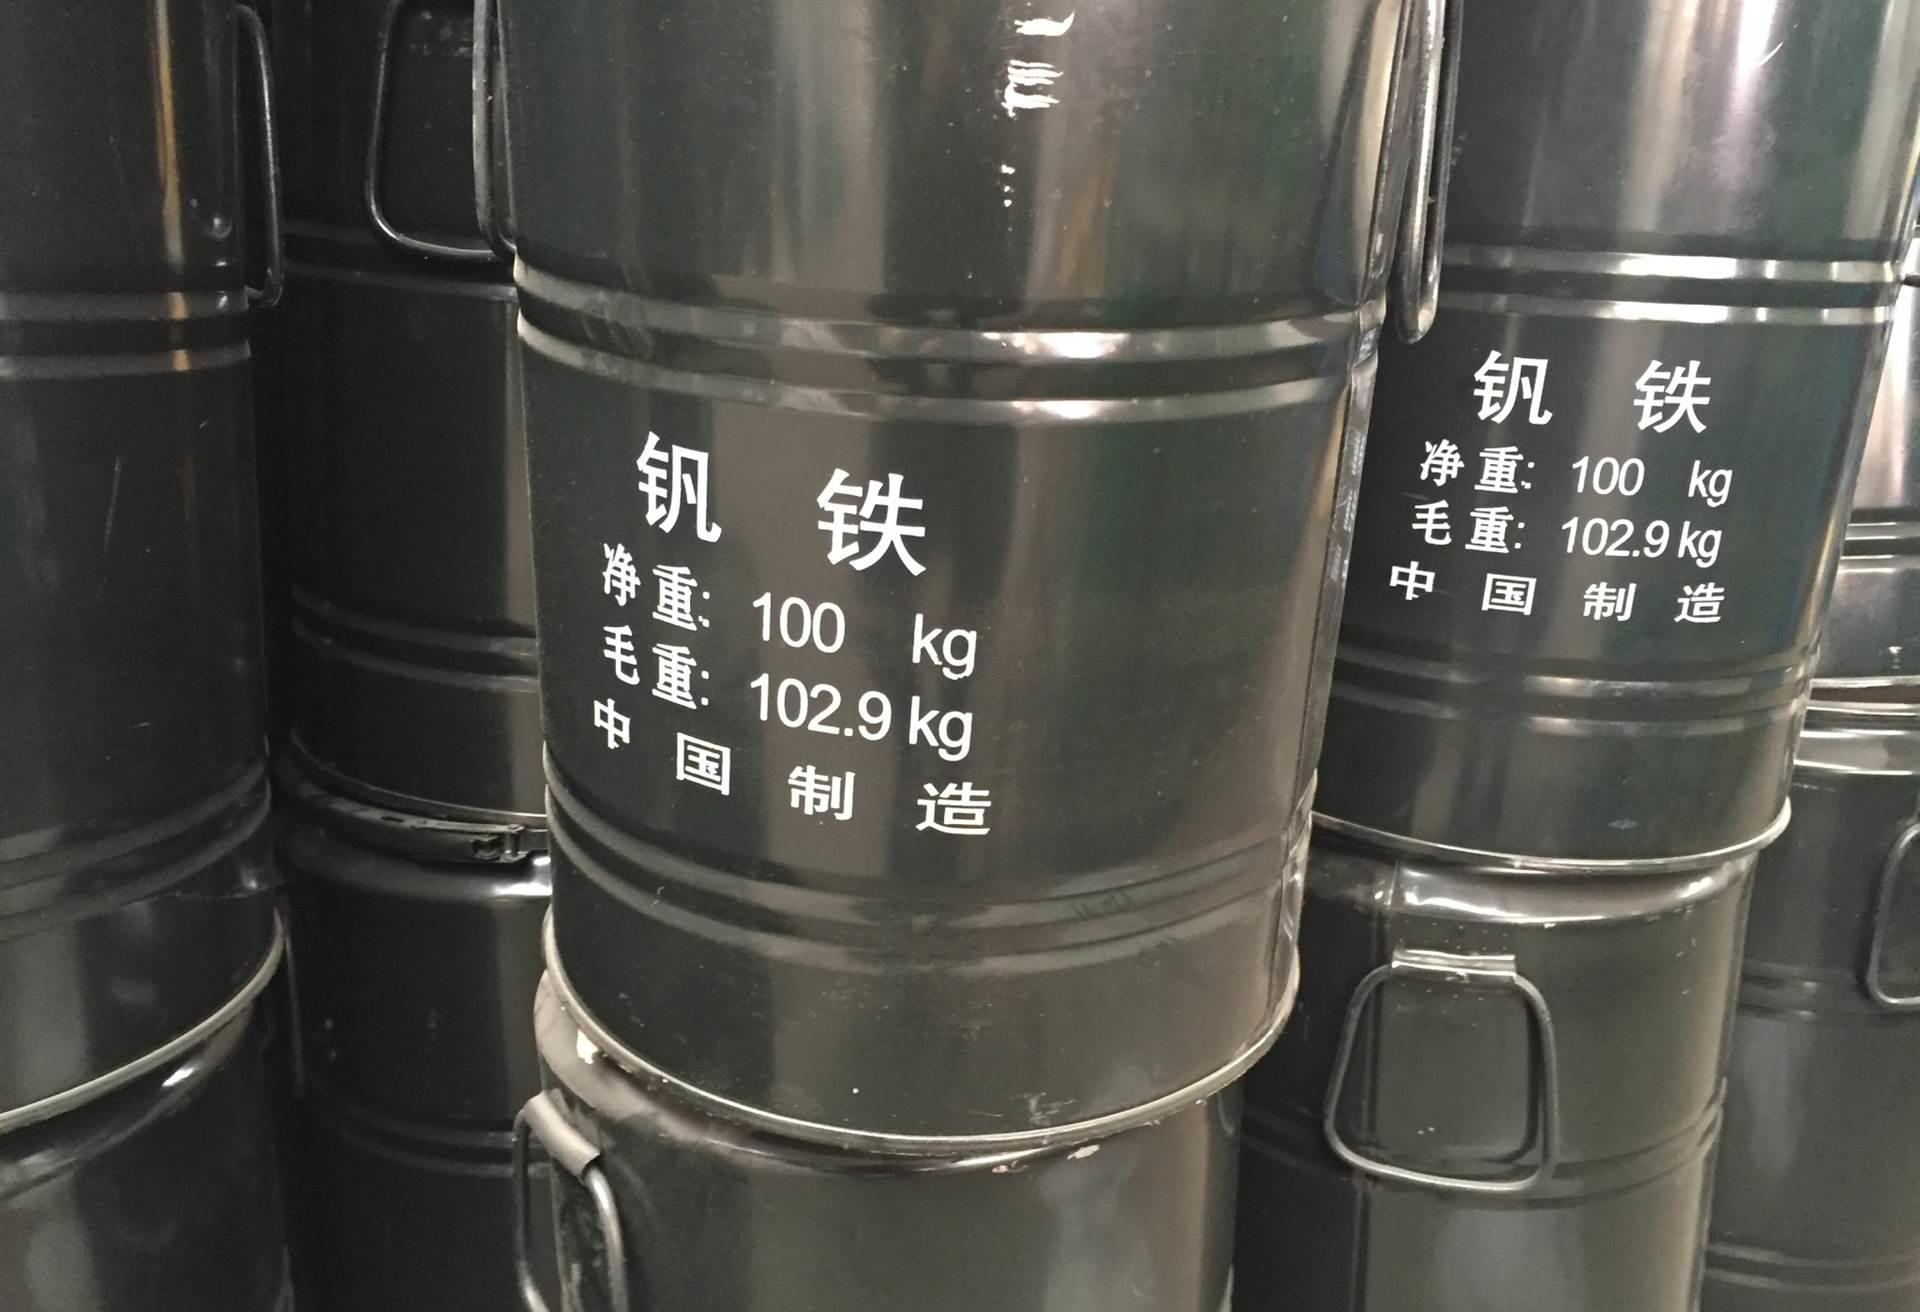 钒 铁
净重: 100 kg
毛重: 102.9 kg
中国制造
钒 铁
净重: 100 kg
毛重: 102.9 kg
中国制造